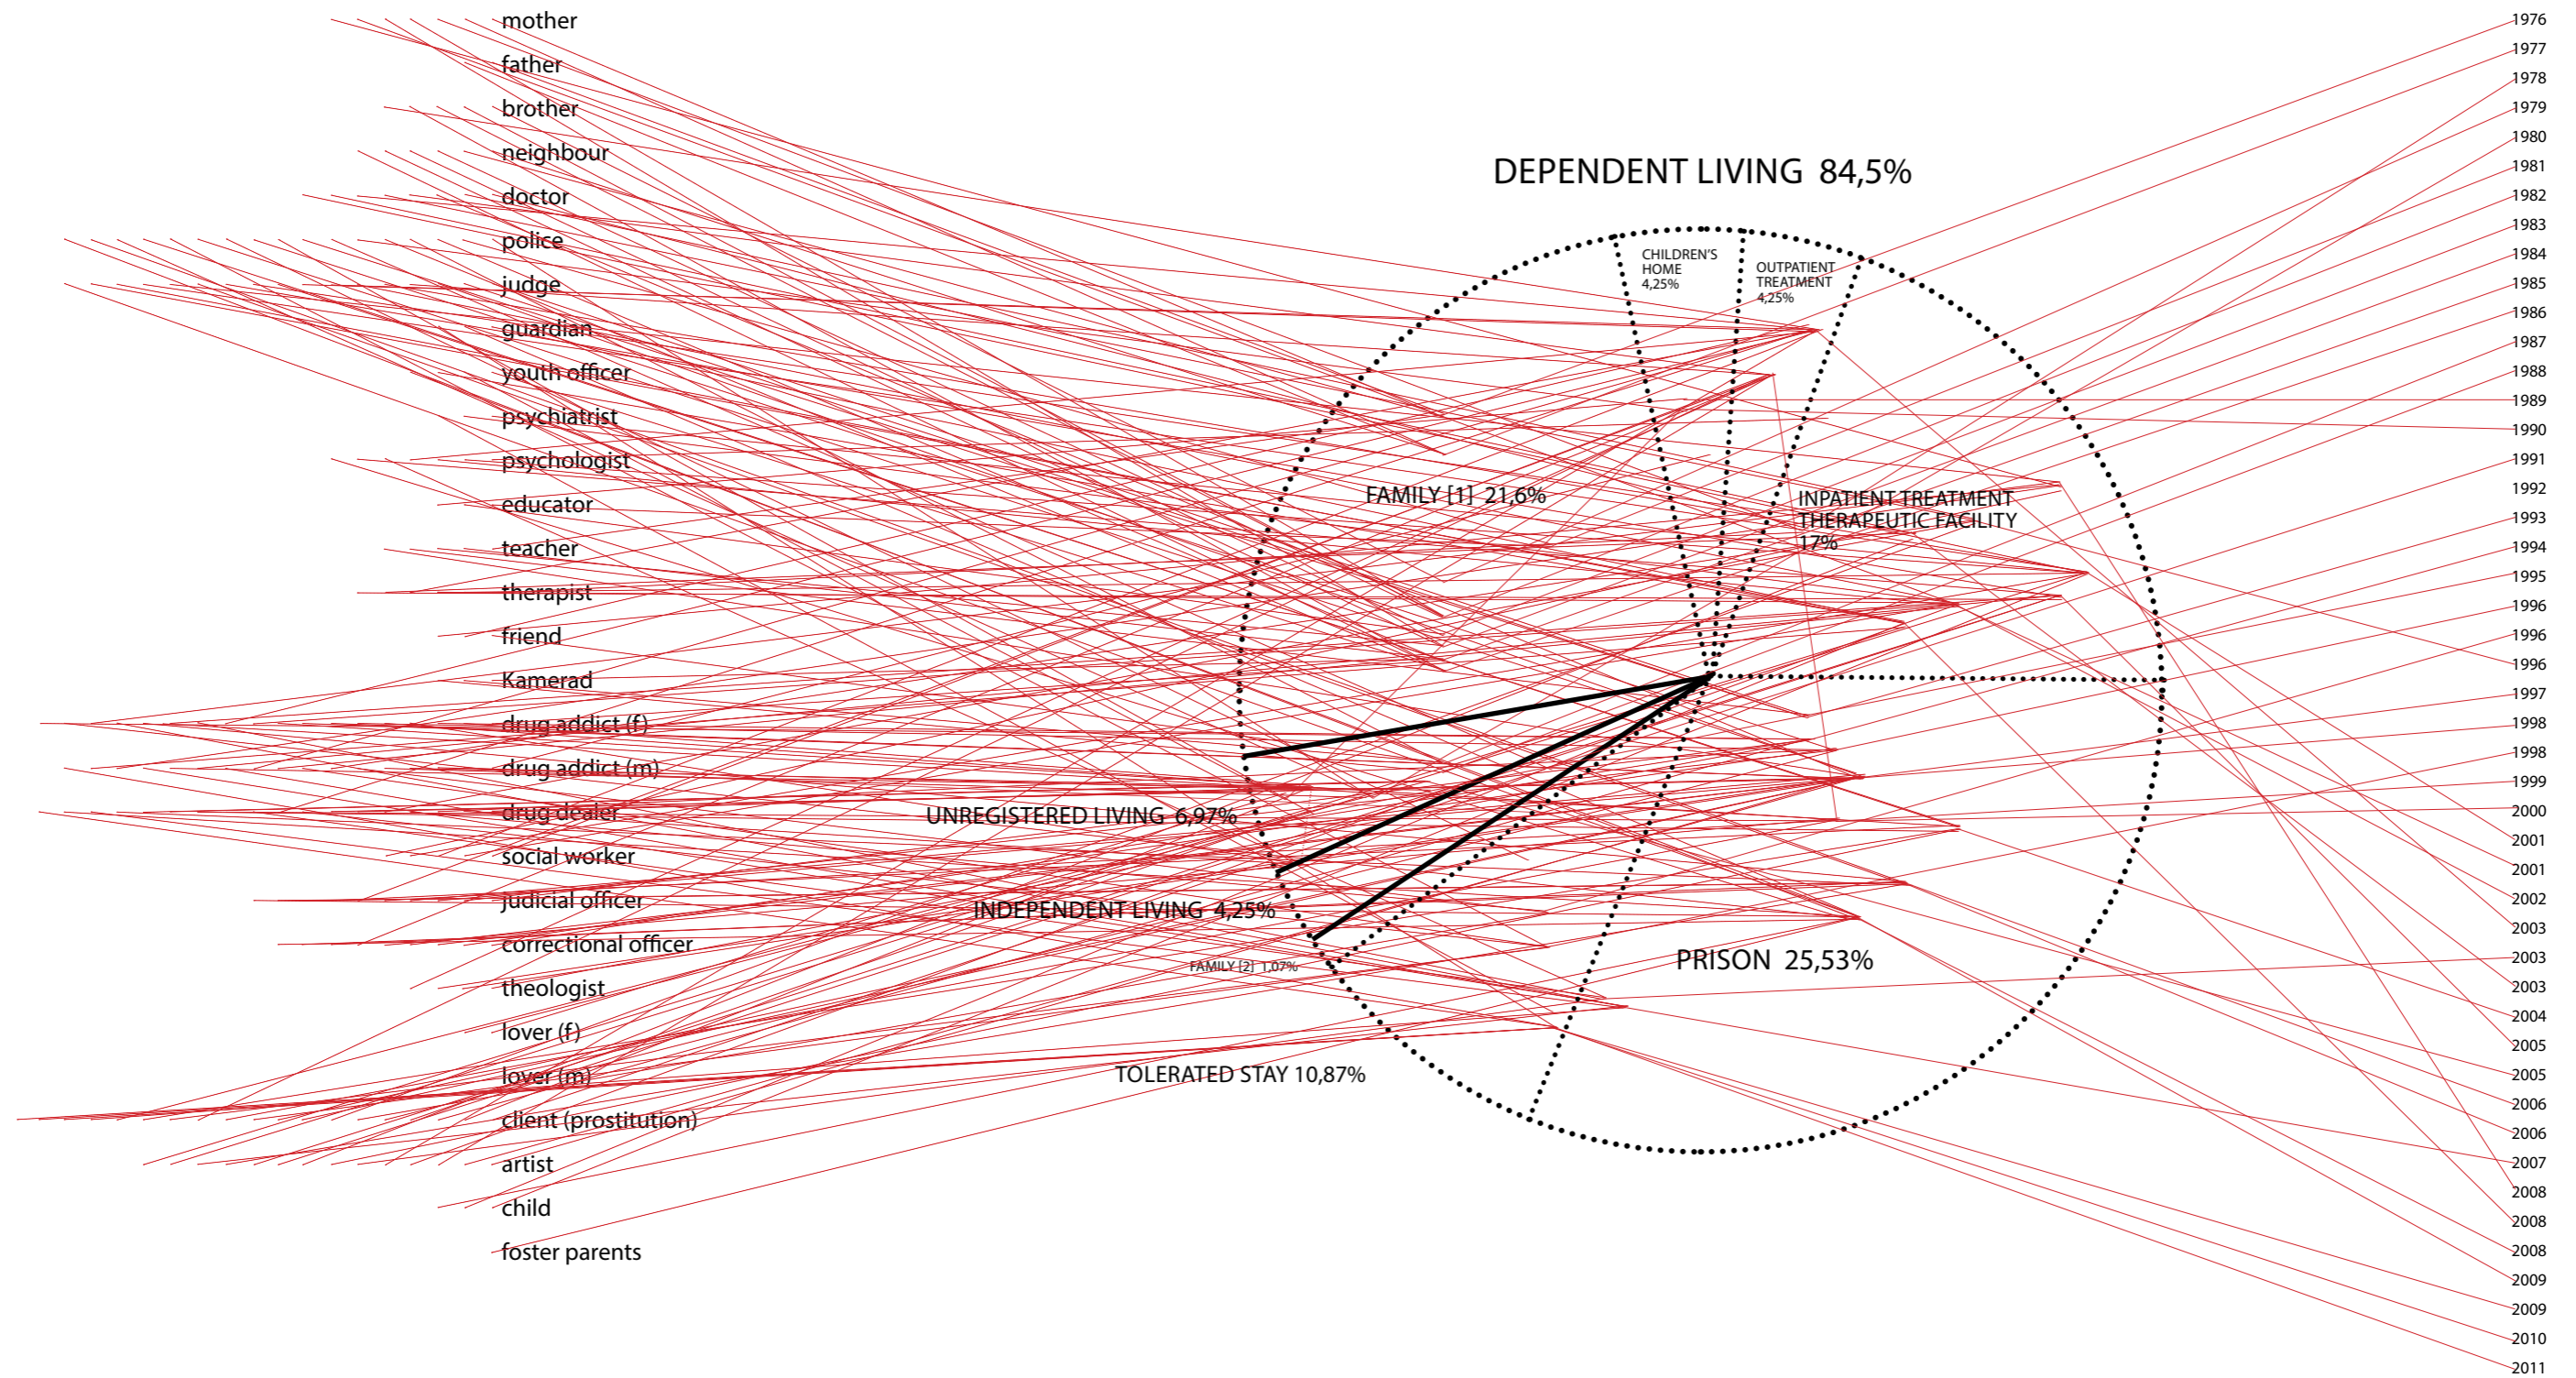 mother
father
brother
neighbour
doctor
police
judge
guardian
youth officer
psychiatrist
psychologist
educator
teacher
therapist
friend
Kamerad
drug addict (f)
drug addict (m)
drug dealer
social worker
judicial officer
correctional officer
theologist
lover (f)
lover (m)
client (prostitution)
artist
child
foster parents
DEPENDENT LIVING 84,5%
CHILDREN'S
HOME
4,25%
OUTPATIENT
TREATMENT
4,25%
FAMILY [1] 21,6%
INPATIENT TREATMENT
THERAPEUTIC FACILITY
17%
UNREGISTERED LIVING 6,97%
INDEPENDENT LIVING 4,25%
FAMILY [2] 1,07%
PRISON 25,53%
TOLERATED STAY 10,87%
1976
1977
1978
1979
1980
1981
1982
1983
1984
1985
1986
1987
1988
1989
1990
1991
1992
1993
1994
1995
1996
1996
1996
1997
1998
1998
1999
2000
2001
2001
2002
2003
2003
2003
2004
2005
2005
2006
2006
2007
2008
2008
2008
2009
2009
2010
2011